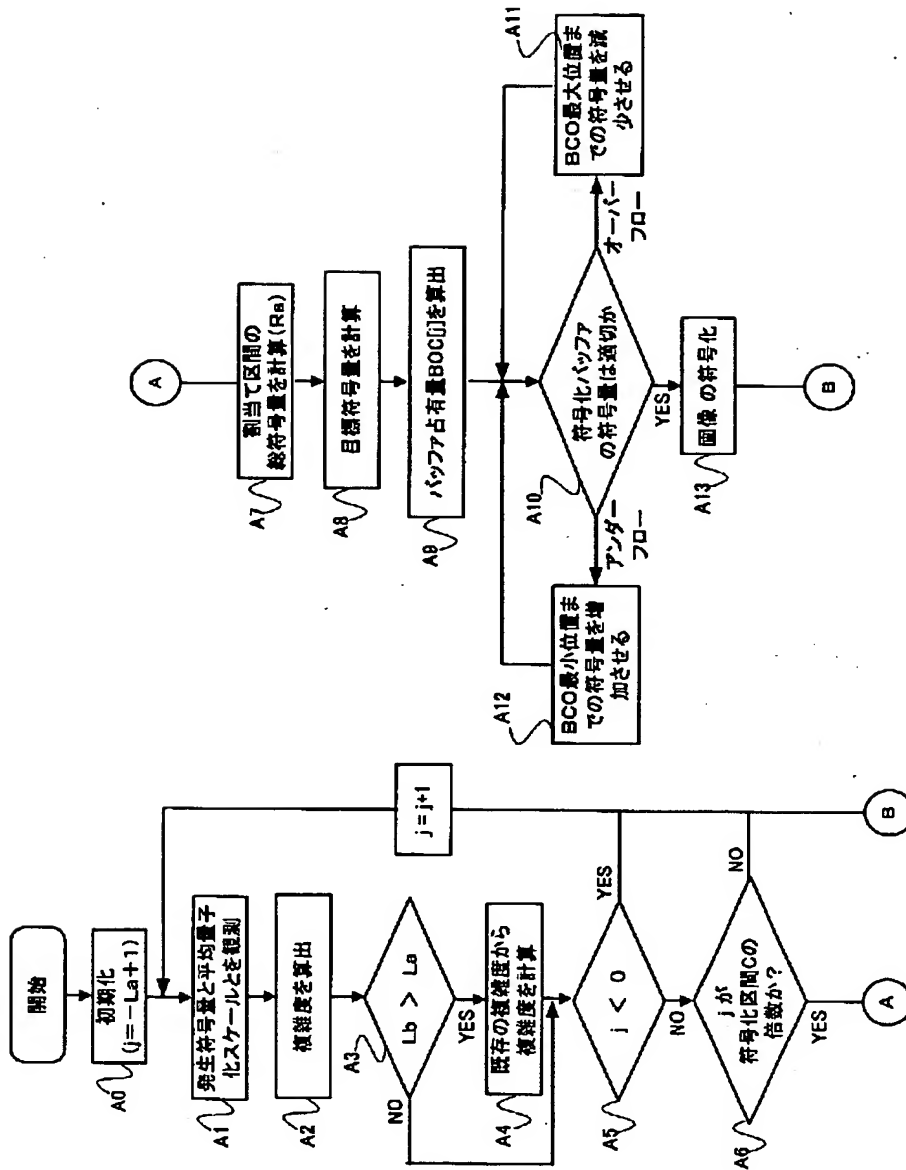 開始
初期化
(j=-La+1)
A0
発生符号量と平均量子
化スケールとを観測
A1
複雑度を算出
A2
Lb > La
A3
YES
NO
既存の複雑度から
複雑度を計算
A4
j < 0
A5
YES
NO
jが
符号化区間Cの
倍数か?
A6
NO
YES
j=j+1
A
B
A
割当て区間の
総符号量を計算(Ra)
A7
目標符号量を計算
A8
バッファ占有量BOC[j]を算出
A9
符号化バッファ
の符号量は適切か
A10
オーバー
フロー
アンダー
フロー
YES
BCO最大位置ま
での符号量を減
少させる
A11
BCO最小位置ま
での符号量を増
加させる
A12
画像の符号化
A13
B